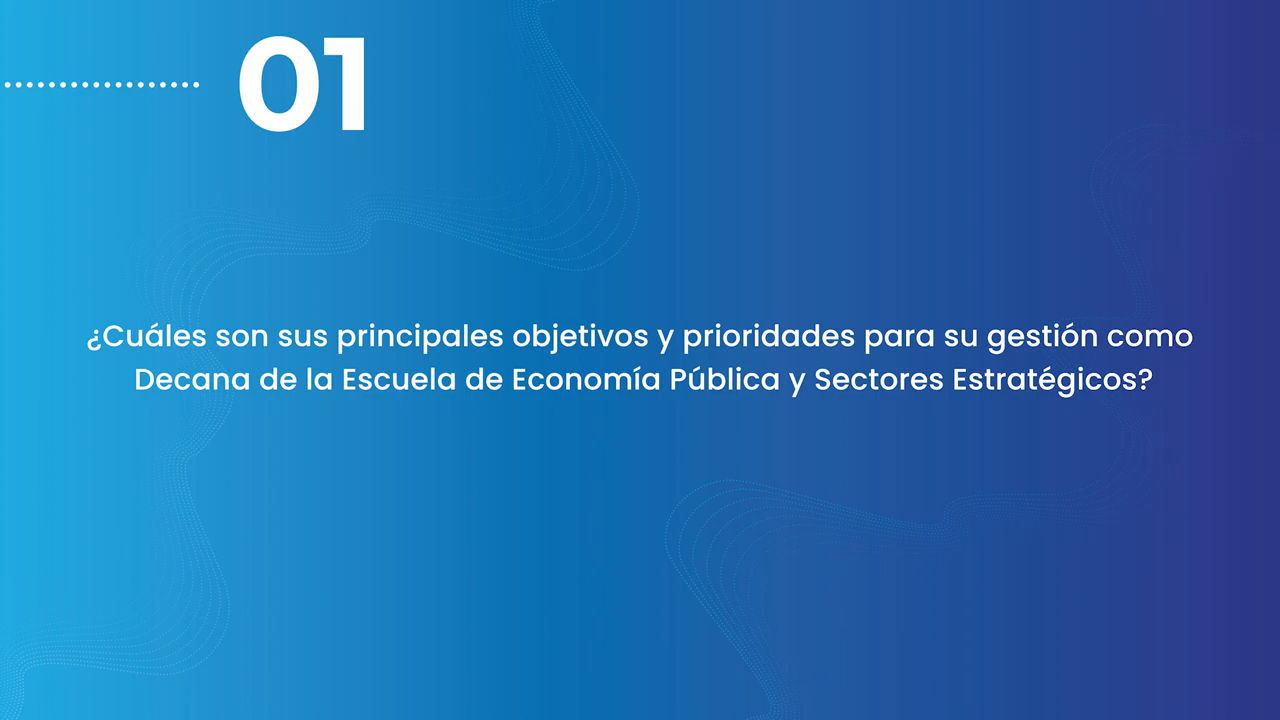 01
¿Cuáles son sus principales objetivos y prioridades para su gestión como
Decana de la Escuela de Economía Pública y Sectores Estratégicos?